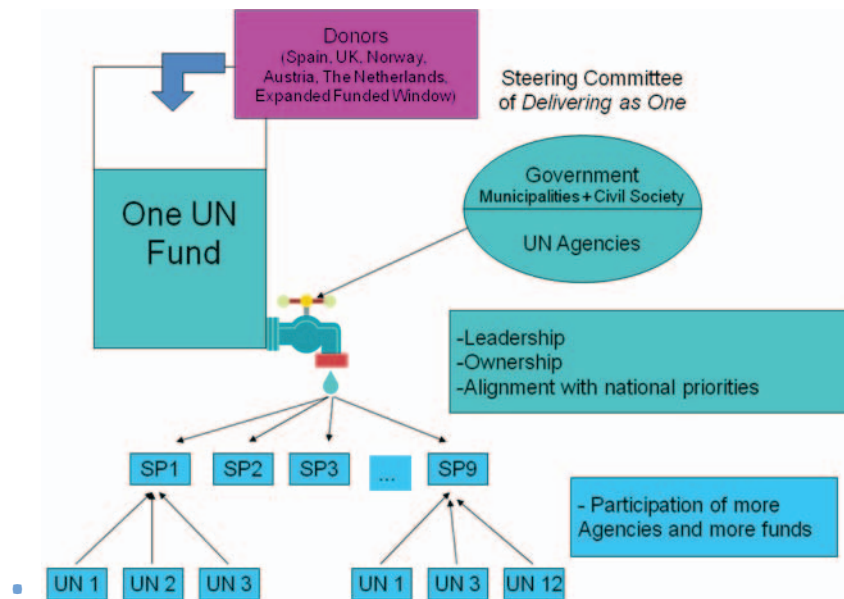 Donors
(Spain, UK, Norway,
Austria, The Netherlands,
Expanded Funded Window)
Steering Committee
of Delivering as One
Government
Municipalities + Civil Society
UN Agencies
One UN
Fund
-Leadership
-Ownership
-Alignment with national priorities
SP1 SP2 SP3 ... SP9
- Participation of more
Agencies and more funds
UN 1 UN 2 UN 3 UN 1 UN 3 UN 12